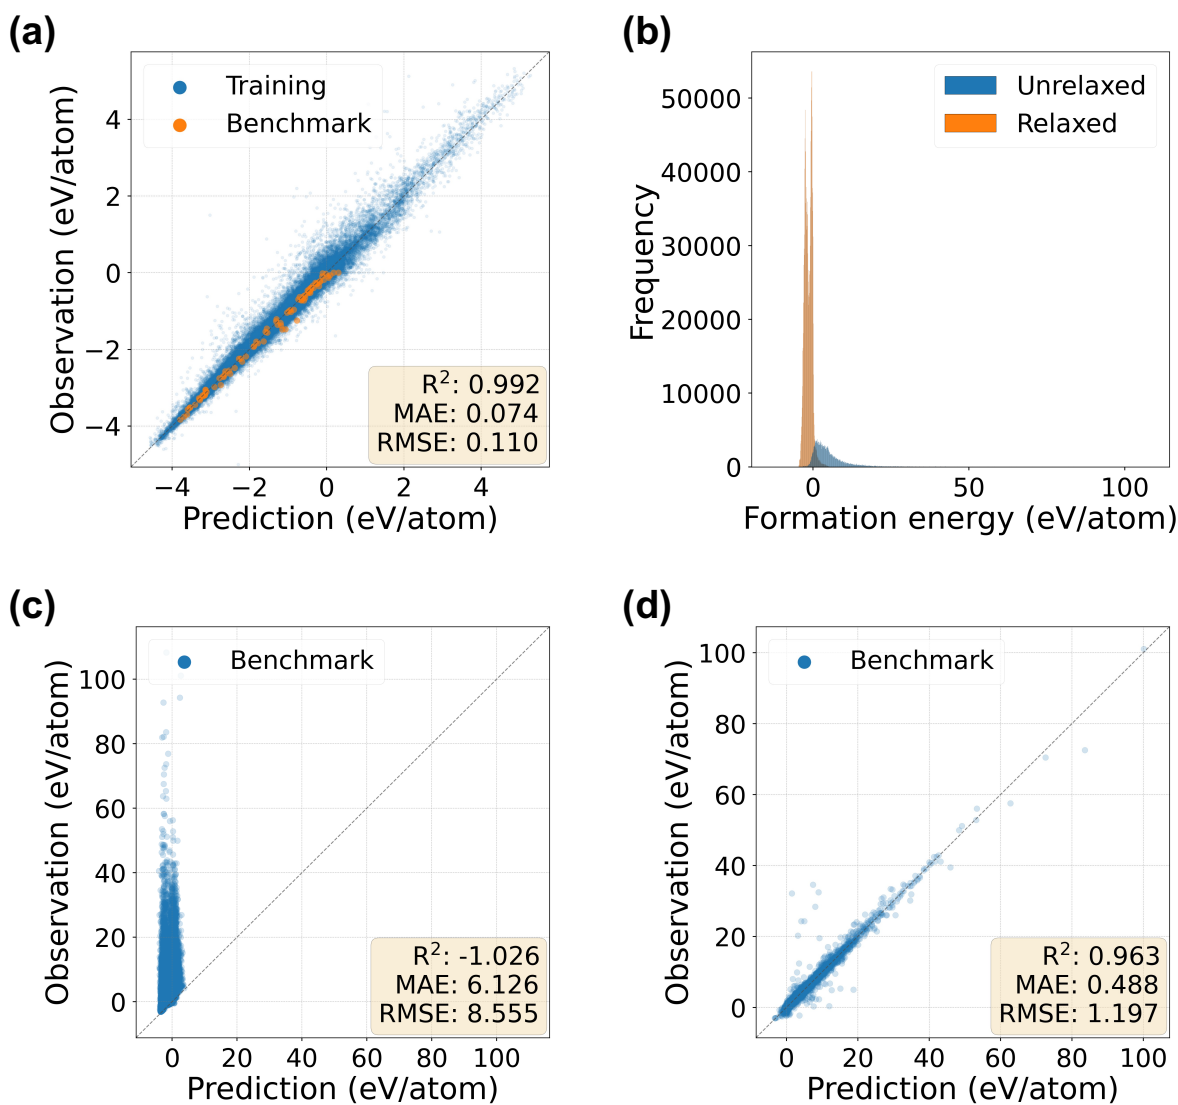 (a)
Training
Benchmark
4
2
0
−2
−4
Observation (eV/atom)
R²: 0.992
MAE: 0.074
RMSE: 0.110
−4 −2 0 2 4
Prediction (eV/atom)
(b)
Unrelaxed
Relaxed
50000
40000
30000
20000
10000
0
Frequency
0 50 100
Formation energy (eV/atom)
(c)
Benchmark
100
80
60
40
20
0
Observation (eV/atom)
R²: -1.026
MAE: 6.126
RMSE: 8.555
0 20 40 60 80 100
Prediction (eV/atom)
(d)
Benchmark
100
80
60
40
20
0
Observation (eV/atom)
R²: 0.963
MAE: 0.488
RMSE: 1.197
0 20 40 60 80 100
Prediction (eV/atom)